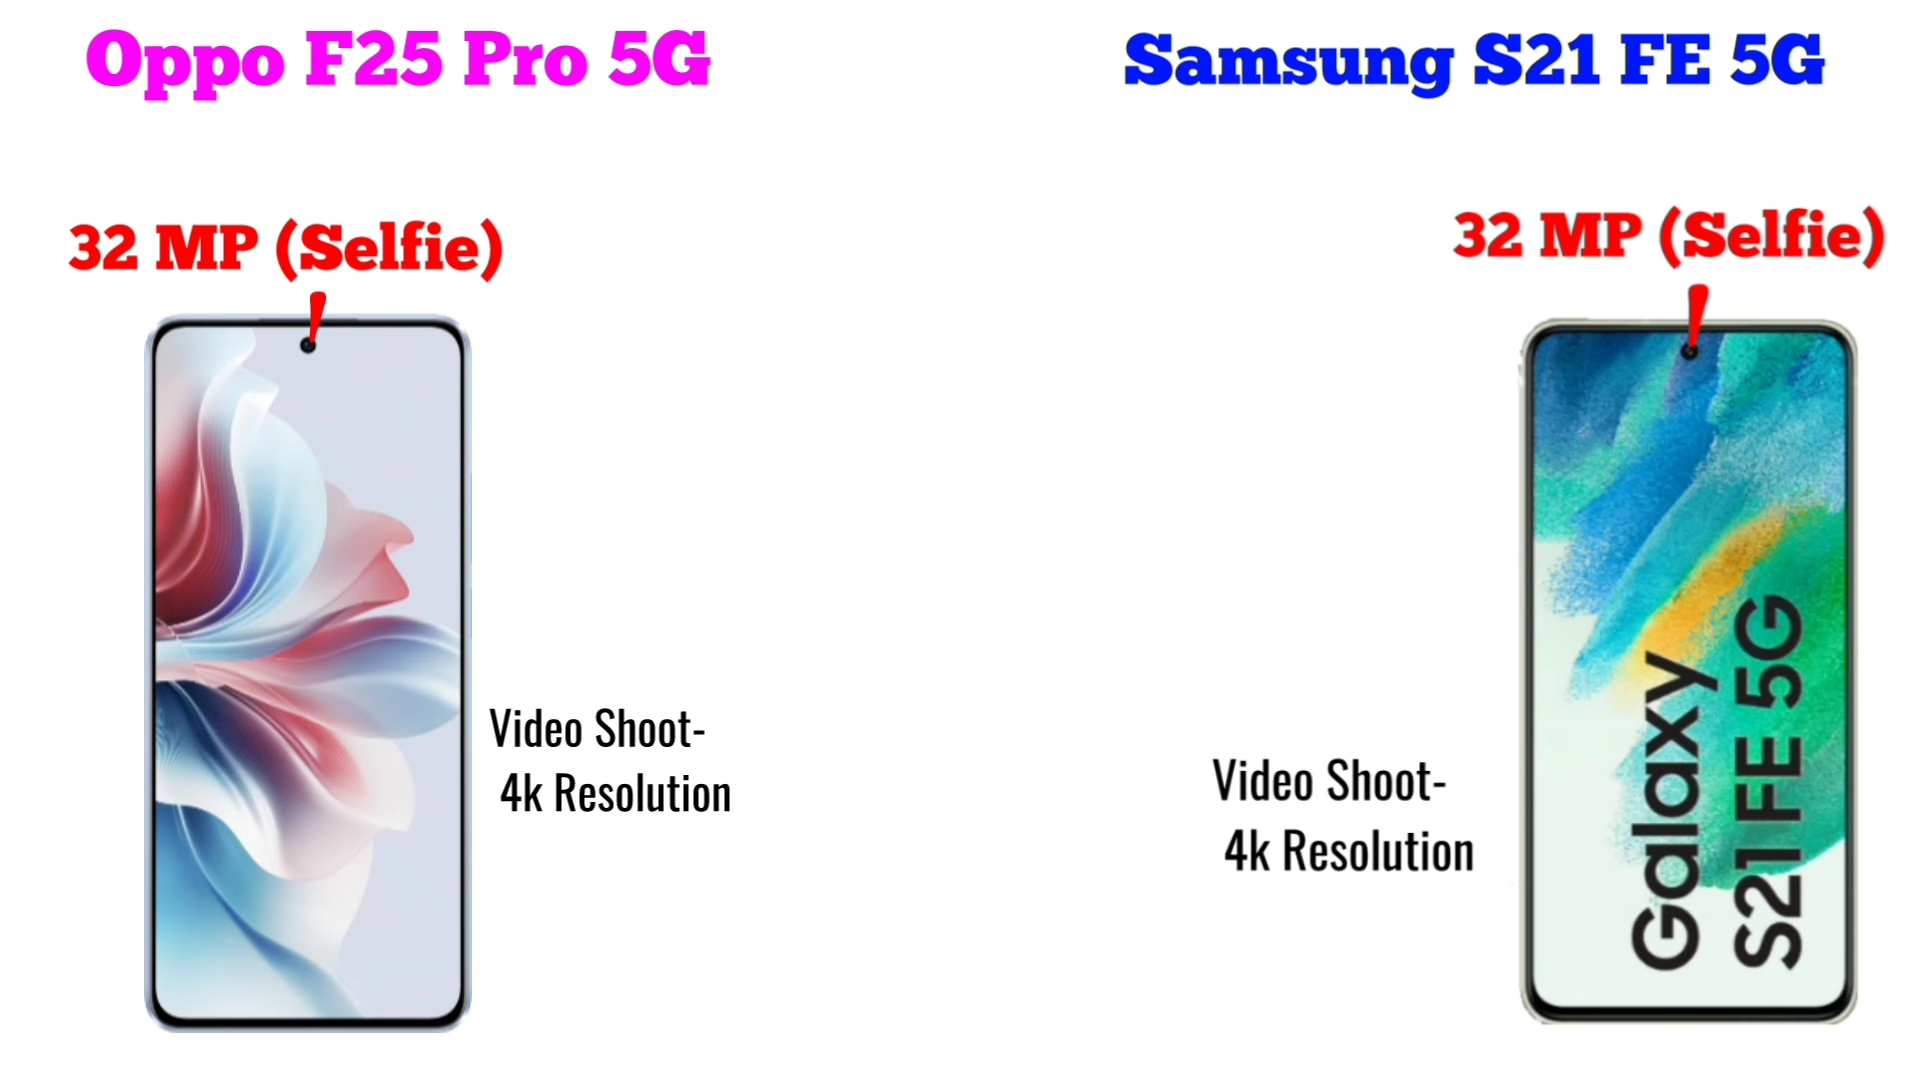 Oppo F25 Pro 5G
32 MP (Selfie)
Video Shoot-
4k Resolution
Samsung S21 FE 5G
32 MP (Selfie)
Video Shoot-
4k Resolution
Galaxy
S21 FE 5G